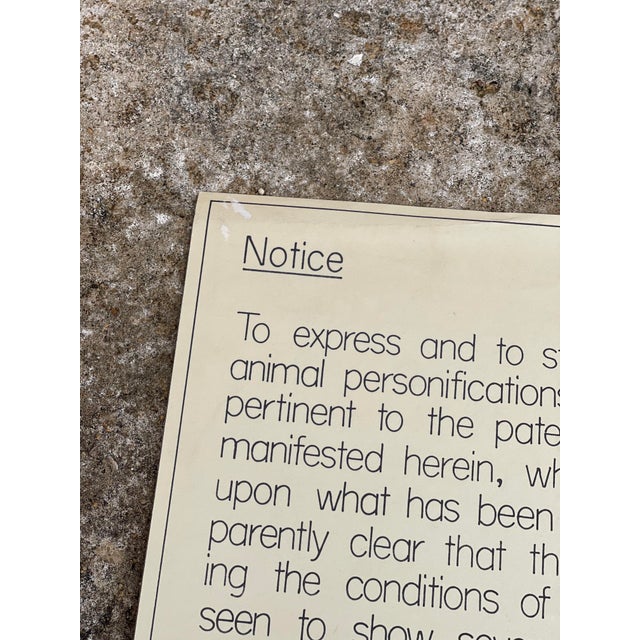 Notice
To express and to
animal personifications
pertinent to the
manifested herein,
upon what has been
parently clear that
ing the conditions of
seen to show